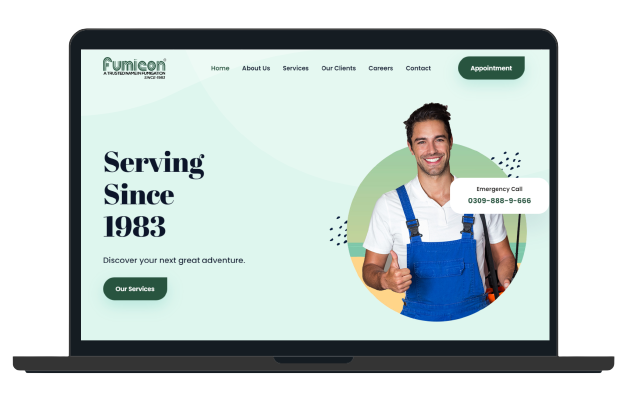 Fumicon
A TRUSTED NAME IN FUMIGATION
SINCE 1983
Home About Us Services Our Clients Careers Contact Appointment
Serving
Since
1983
Emergency Call
0309-888-9-666
Discover your next great adventure.
Our Services